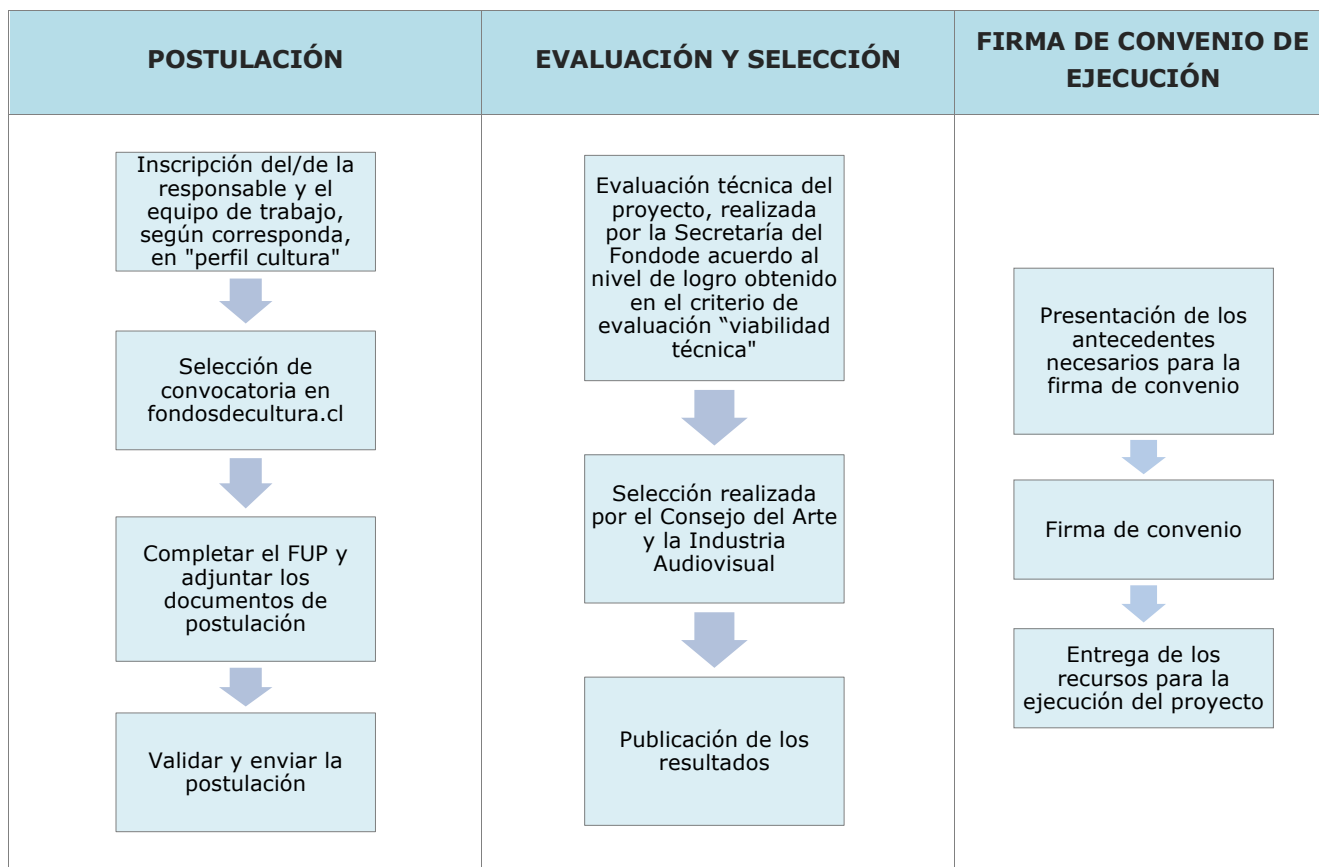 POSTULACIÓN
Inscripción del/de la
responsable y el
equipo de trabajo,
según corresponda,
en "perfil cultura"
Selección de
convocatoria en
fondosdecultura.cl
Completar el FUP y
adjuntar los
documentos de
postulación
Validar y enviar la
postulación
EVALUACIÓN Y SELECCIÓN
Evaluación técnica del
proyecto, realizada
por la Secretaría del
Fondode acuerdo al
nivel de logro obtenido
en el criterio de
evaluación “viabilidad
técnica"
Selección realizada
por el Consejo del Arte
y la Industria
Audiovisual
Publicación de los
resultados
FIRMA DE CONVENIO DE
EJECUCIÓN
Presentación de los
antecedentes
necesarios para la
firma de convenio
Firma de convenio
Entrega de los
recursos para la
ejecución del proyecto